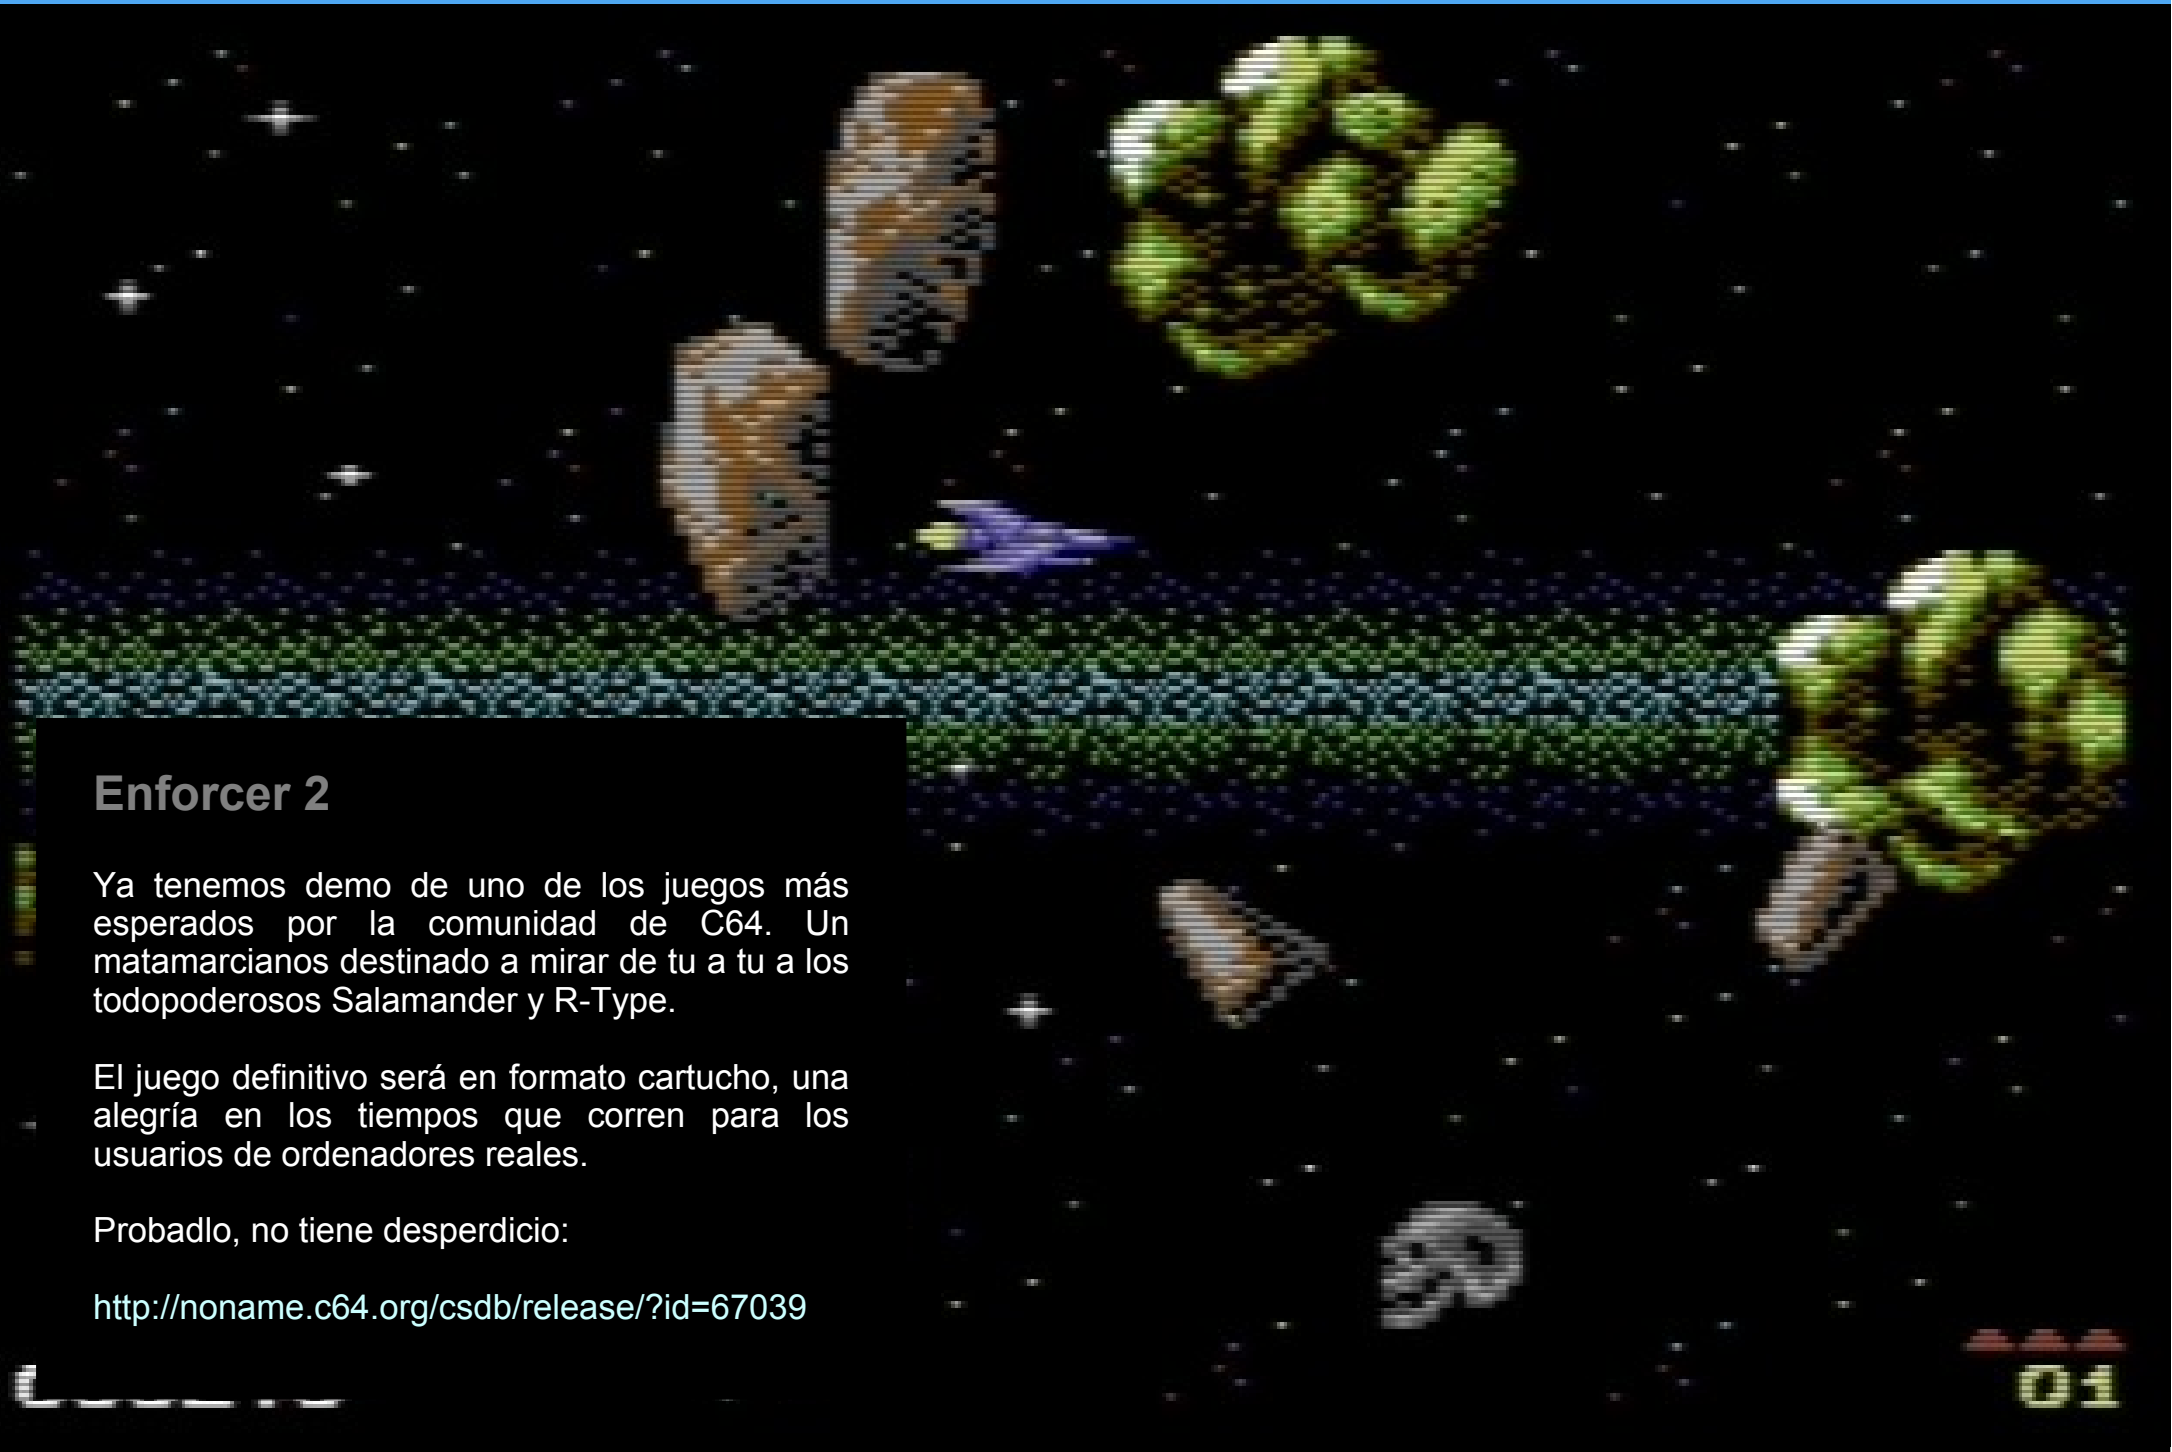 Enforcer 2
Ya tenemos demo de uno de los juegos más
esperados por la comunidad de C64. Un
matamarcianos destinado a mirar de tu a tu a los
todopoderosos Salamander y R-Type.
El juego definitivo será en formato cartucho, una
alegría en los tiempos que corren para los
usuarios de ordenadores reales.
Probadlo, no tiene desperdicio:
http://noname.c64.org/csdb/release/?id=67039
01